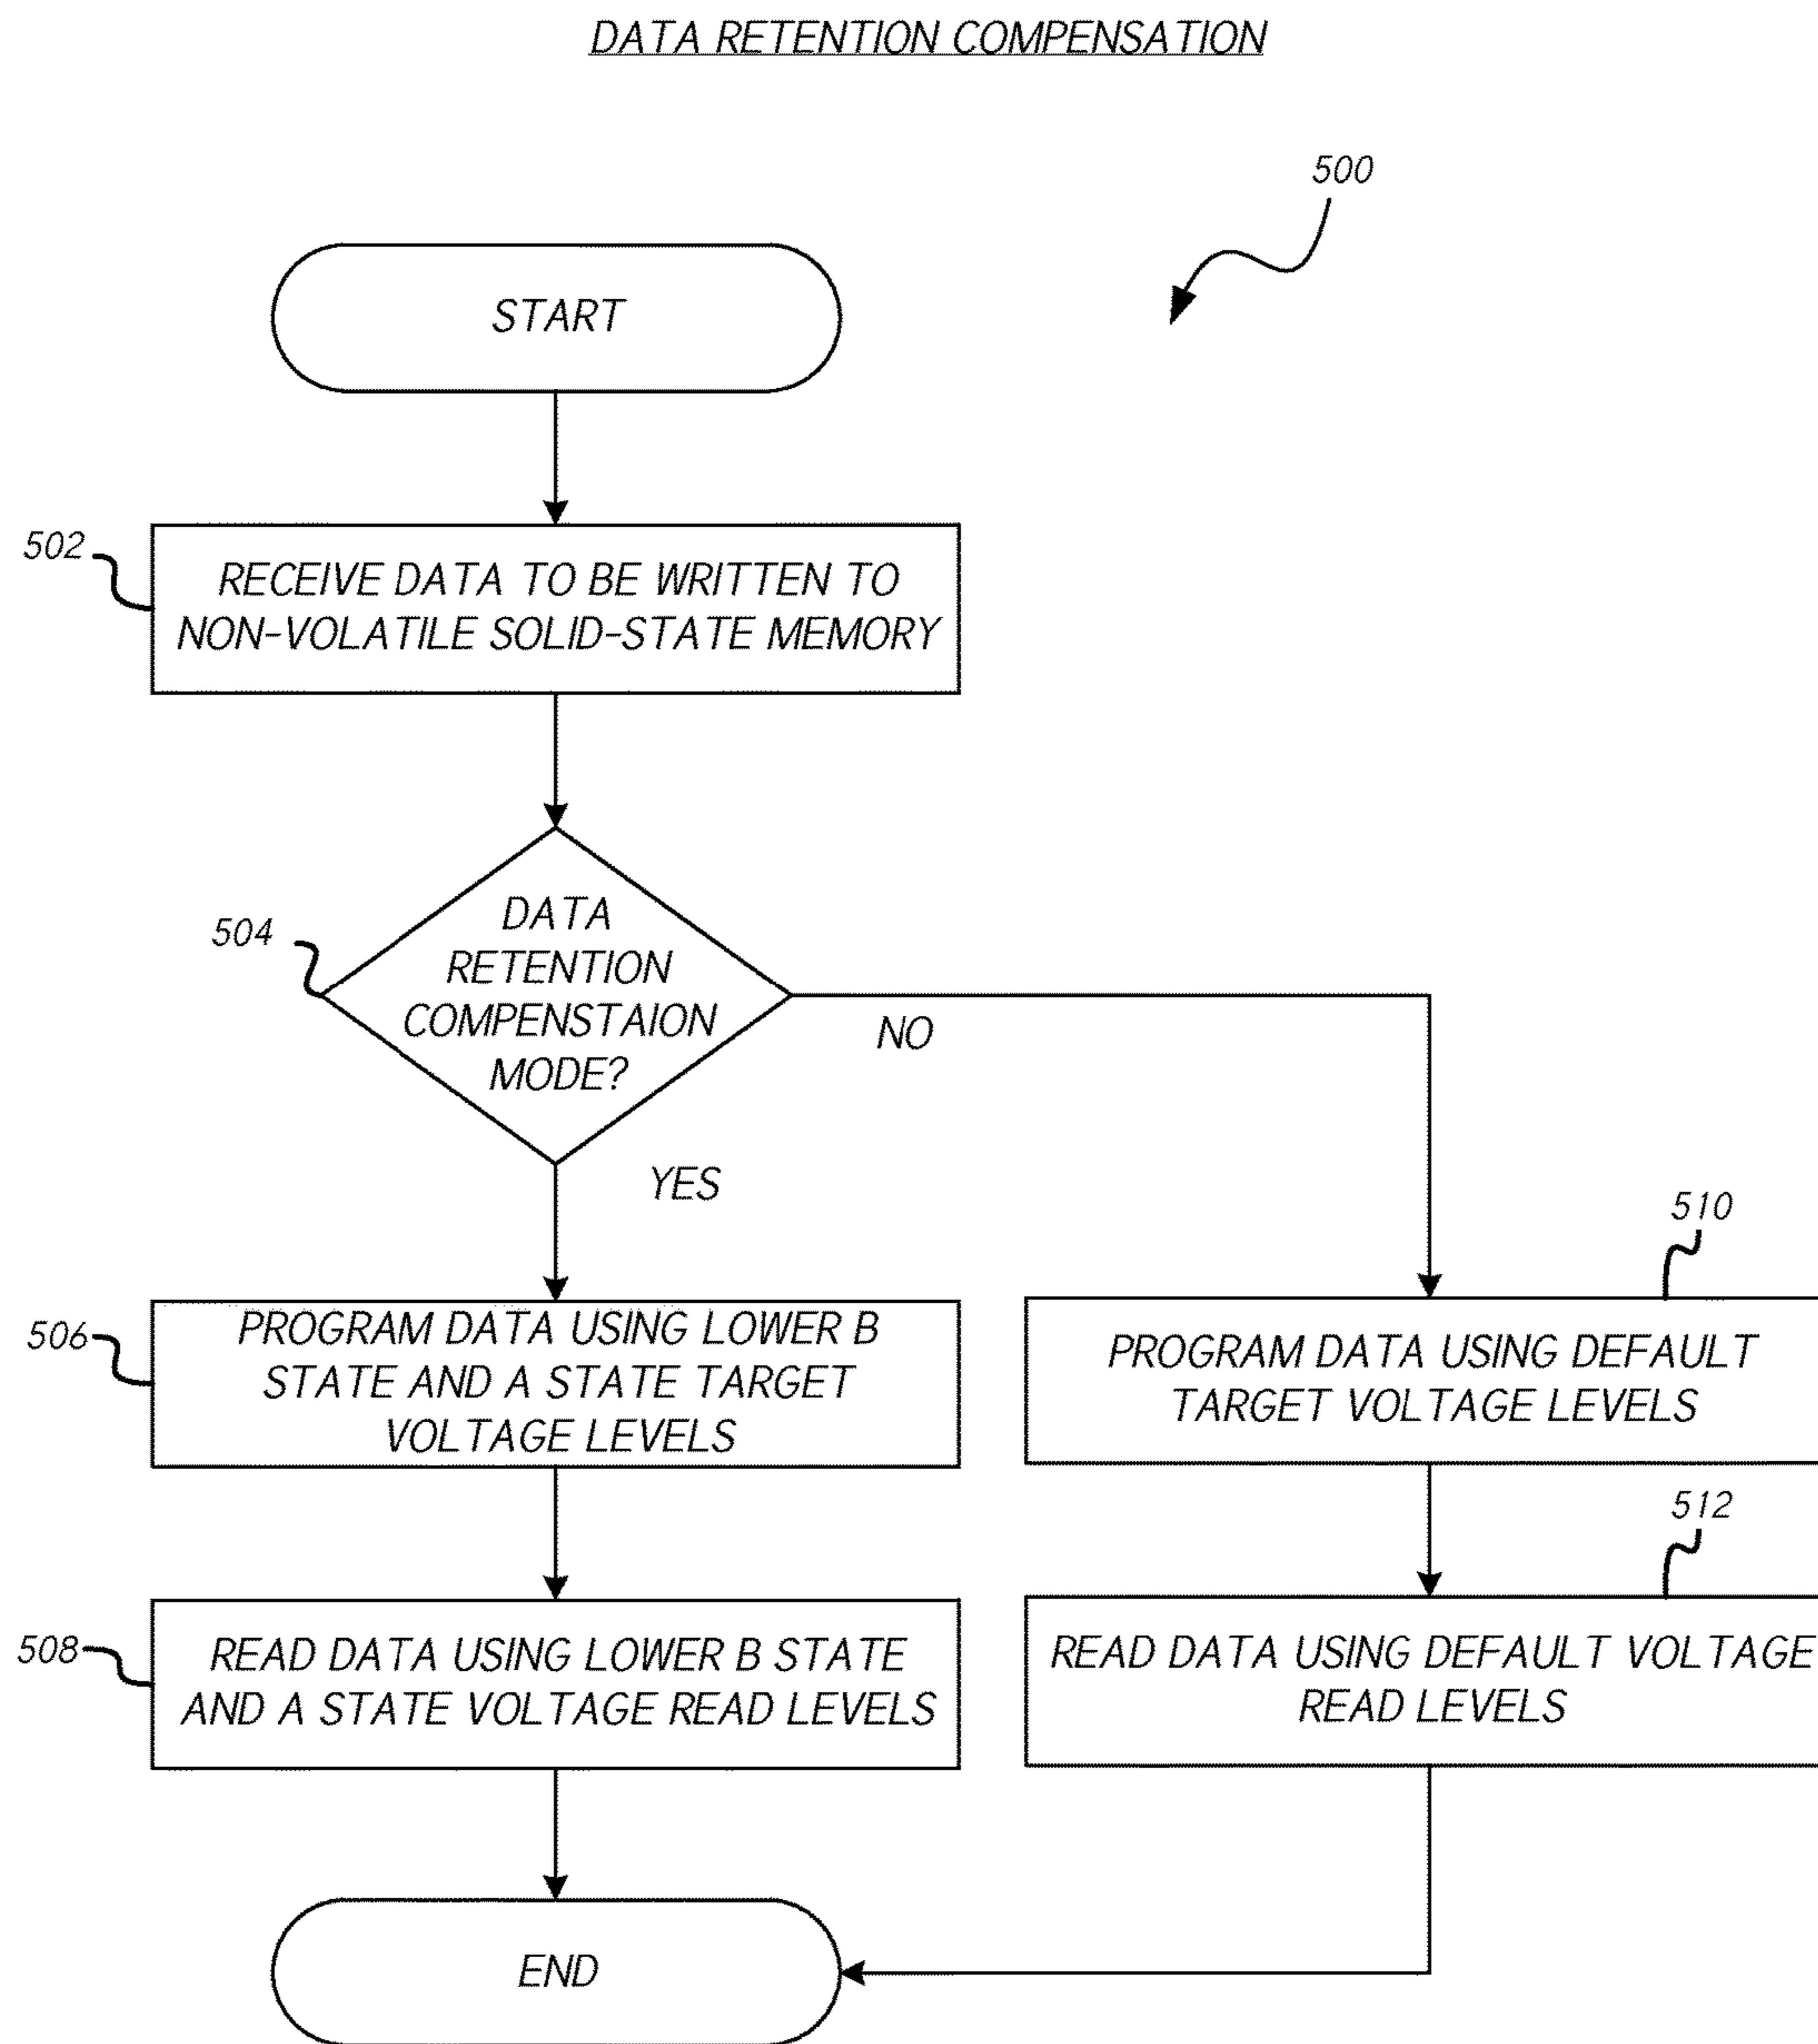 DATA RETENTION COMPENSATION
500
START
502
RECEIVE DATA TO BE WRITTEN TO
NON-VOLATILE SOLID-STATE MEMORY
504
DATA
RETENTION
COMPENSTAION
MODE?
NO
YES
506
PROGRAM DATA USING LOWER B
STATE AND A STATE TARGET
VOLTAGE LEVELS
510
PROGRAM DATA USING DEFAULT
TARGET VOLTAGE LEVELS
508
READ DATA USING LOWER B STATE
AND A STATE VOLTAGE READ LEVELS
512
READ DATA USING DEFAULT VOLTAGE
READ LEVELS
END